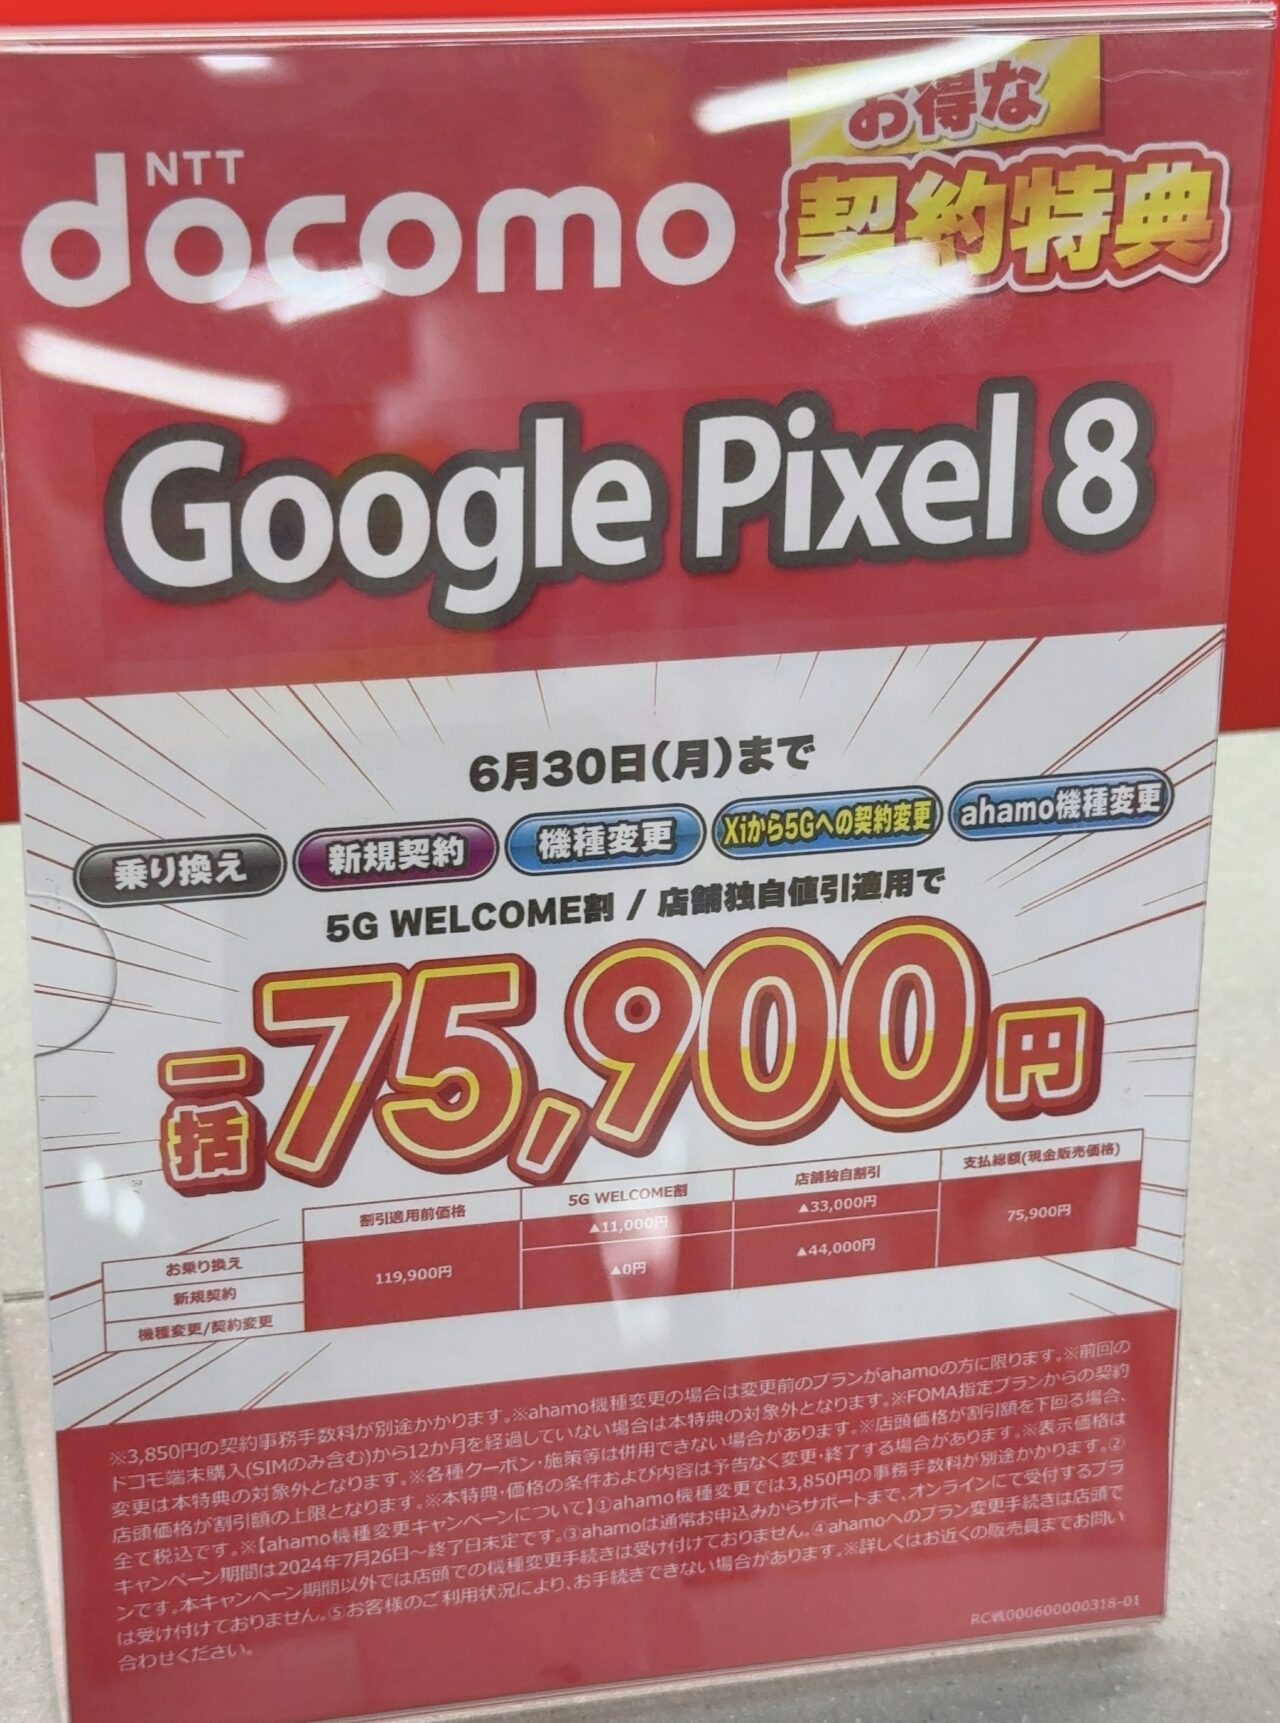 お得な
契約特典
NTT
docomo
Google Pixel 8
6月30日(月)まで
乗り換え 新規契約 機種変更 Xiから5Gへの契約変更 ahamo機種変更
5G WELCOME割 / 店舗独自値引適用で
一括75,900円
割引適用前価格 5G WELCOME割 店舗独自割引 支払総額(現金販売価格)
お乗り換え 119,900円 ▲11,000円 ▲33,000円 75,900円
新規契約 ▲0円 ▲44,000円
機種変更/契約変更
※3,850円の契約事務手数料が別途かかります。※ahamo機種変更の場合は変更前のプランがahamoの方に限ります。※前回の
ドコモ端末購入(SIMのみ含む)から12か月を経過していない場合は本特典の対象外となります。※FOMA指定プランからの契約
変更は本特典の対象外となります。※各種クーポン・施策等は併用できない場合があります。※店頭価格が割引額を下回る場合、
店頭価格が割引額の上限となります。※本特典・価格の条件および内容は予告なく変更・終了する場合があります。※表示価格は
全て税込です。※【ahamo機種変更キャンペーンについて】①ahamo機種変更では3,850円の事務手数料が別途かかります。②
キャンペーン期間は2024年7月26日～終了日未定です。③ahamoは通常お申込みからサポートまで、オンラインにて受付するプラ
ンです。本キャンペーン期間以外では店頭での機種変更手続きは受け付けておりません。④ahamoへのプラン変更手続きは店頭で
は受け付けておりません。⑤お客様のご利用状況により、お手続きできない場合があります。※詳しくはお近くの販売員までお問い
合わせください。
RC戦000600000318-01